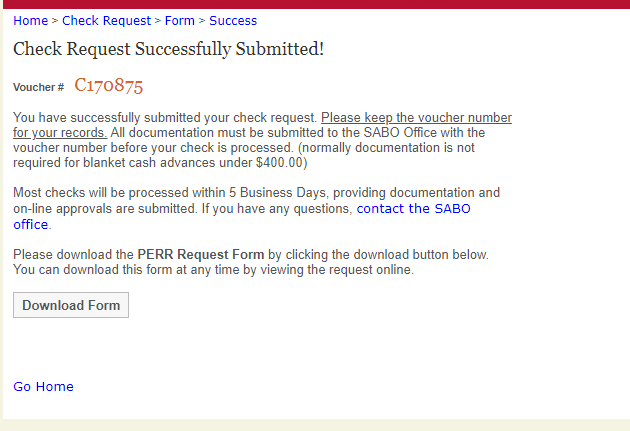 Home > Check Request > Form > Success
Check Request Successfully Submitted!
Voucher # C170875
You have successfully submitted your check request. Please keep the voucher number
for your records. All documentation must be submitted to the SABO Office with the
voucher number before your check is processed. (normally documentation is not
required for blanket cash advances under $400.00)
Most checks will be processed within 5 Business Days, providing documentation and
on-line approvals are submitted. If you have any questions, contact the SABO
office.
Please download the PERR Request Form by clicking the download button below.
You can download this form at any time by viewing the request online.
Download Form
Go Home